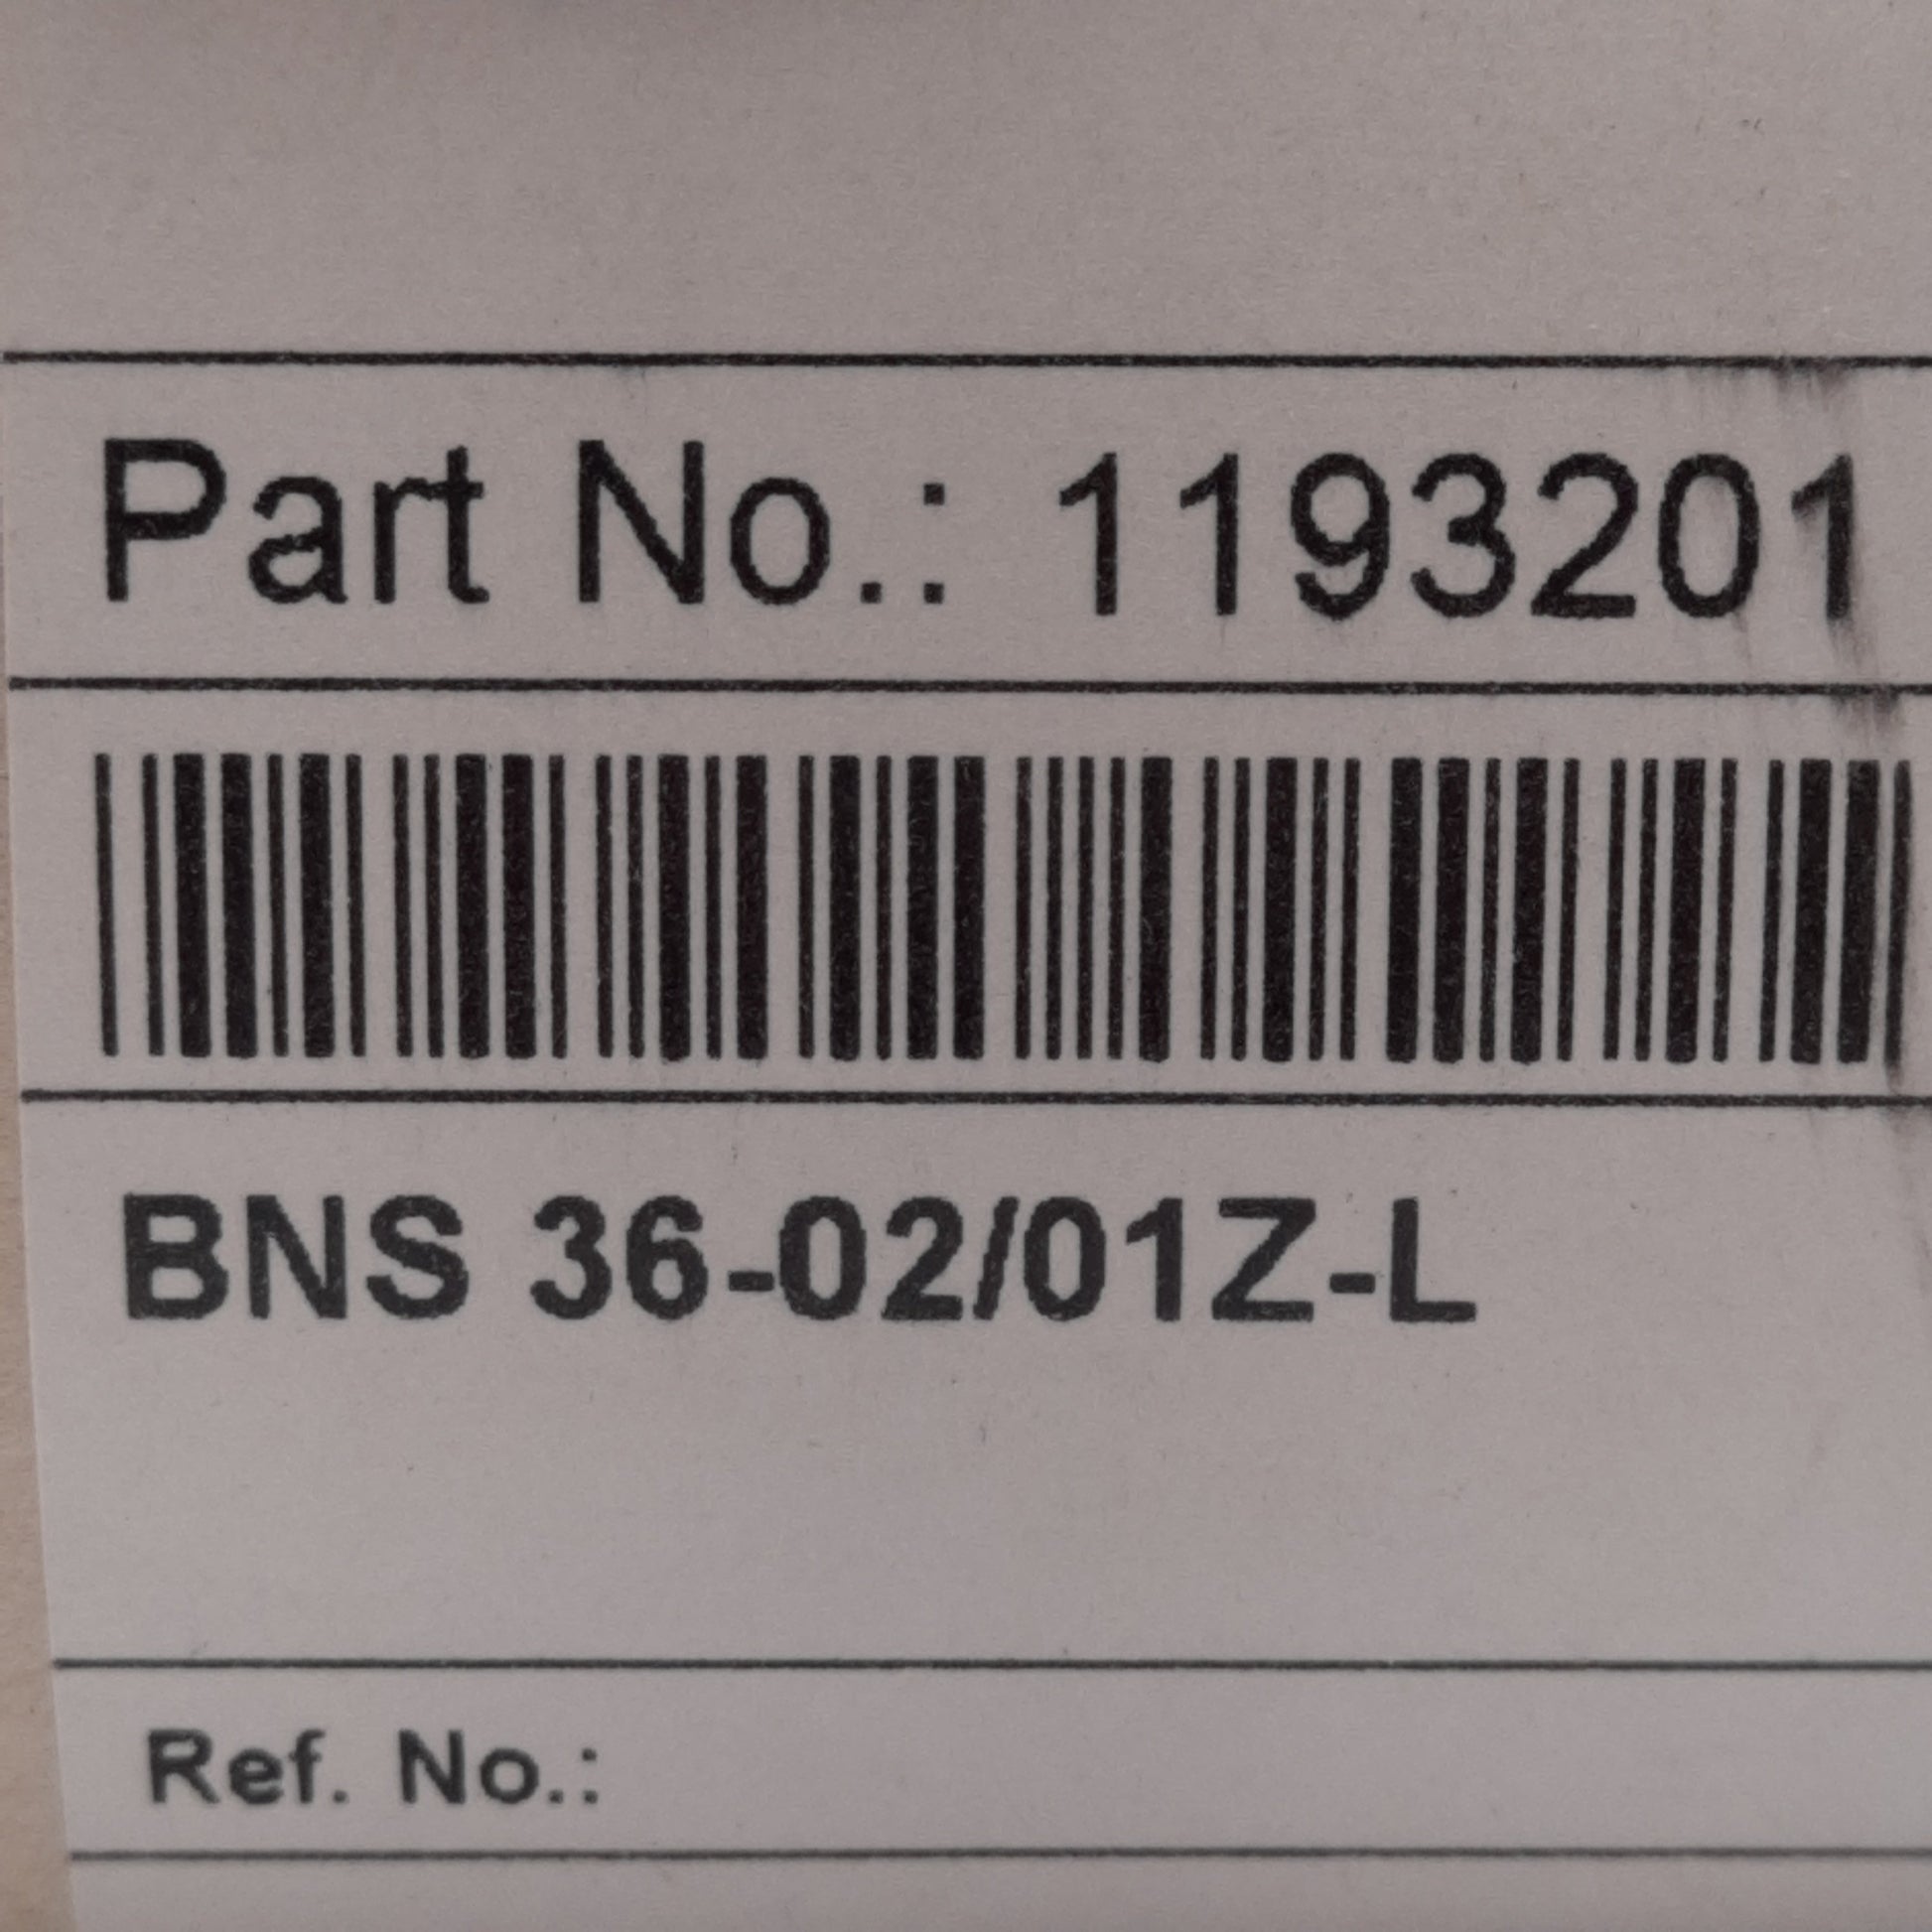 Part No.: 1193201
BNS 36-02/01Z-L
Ref. No.: